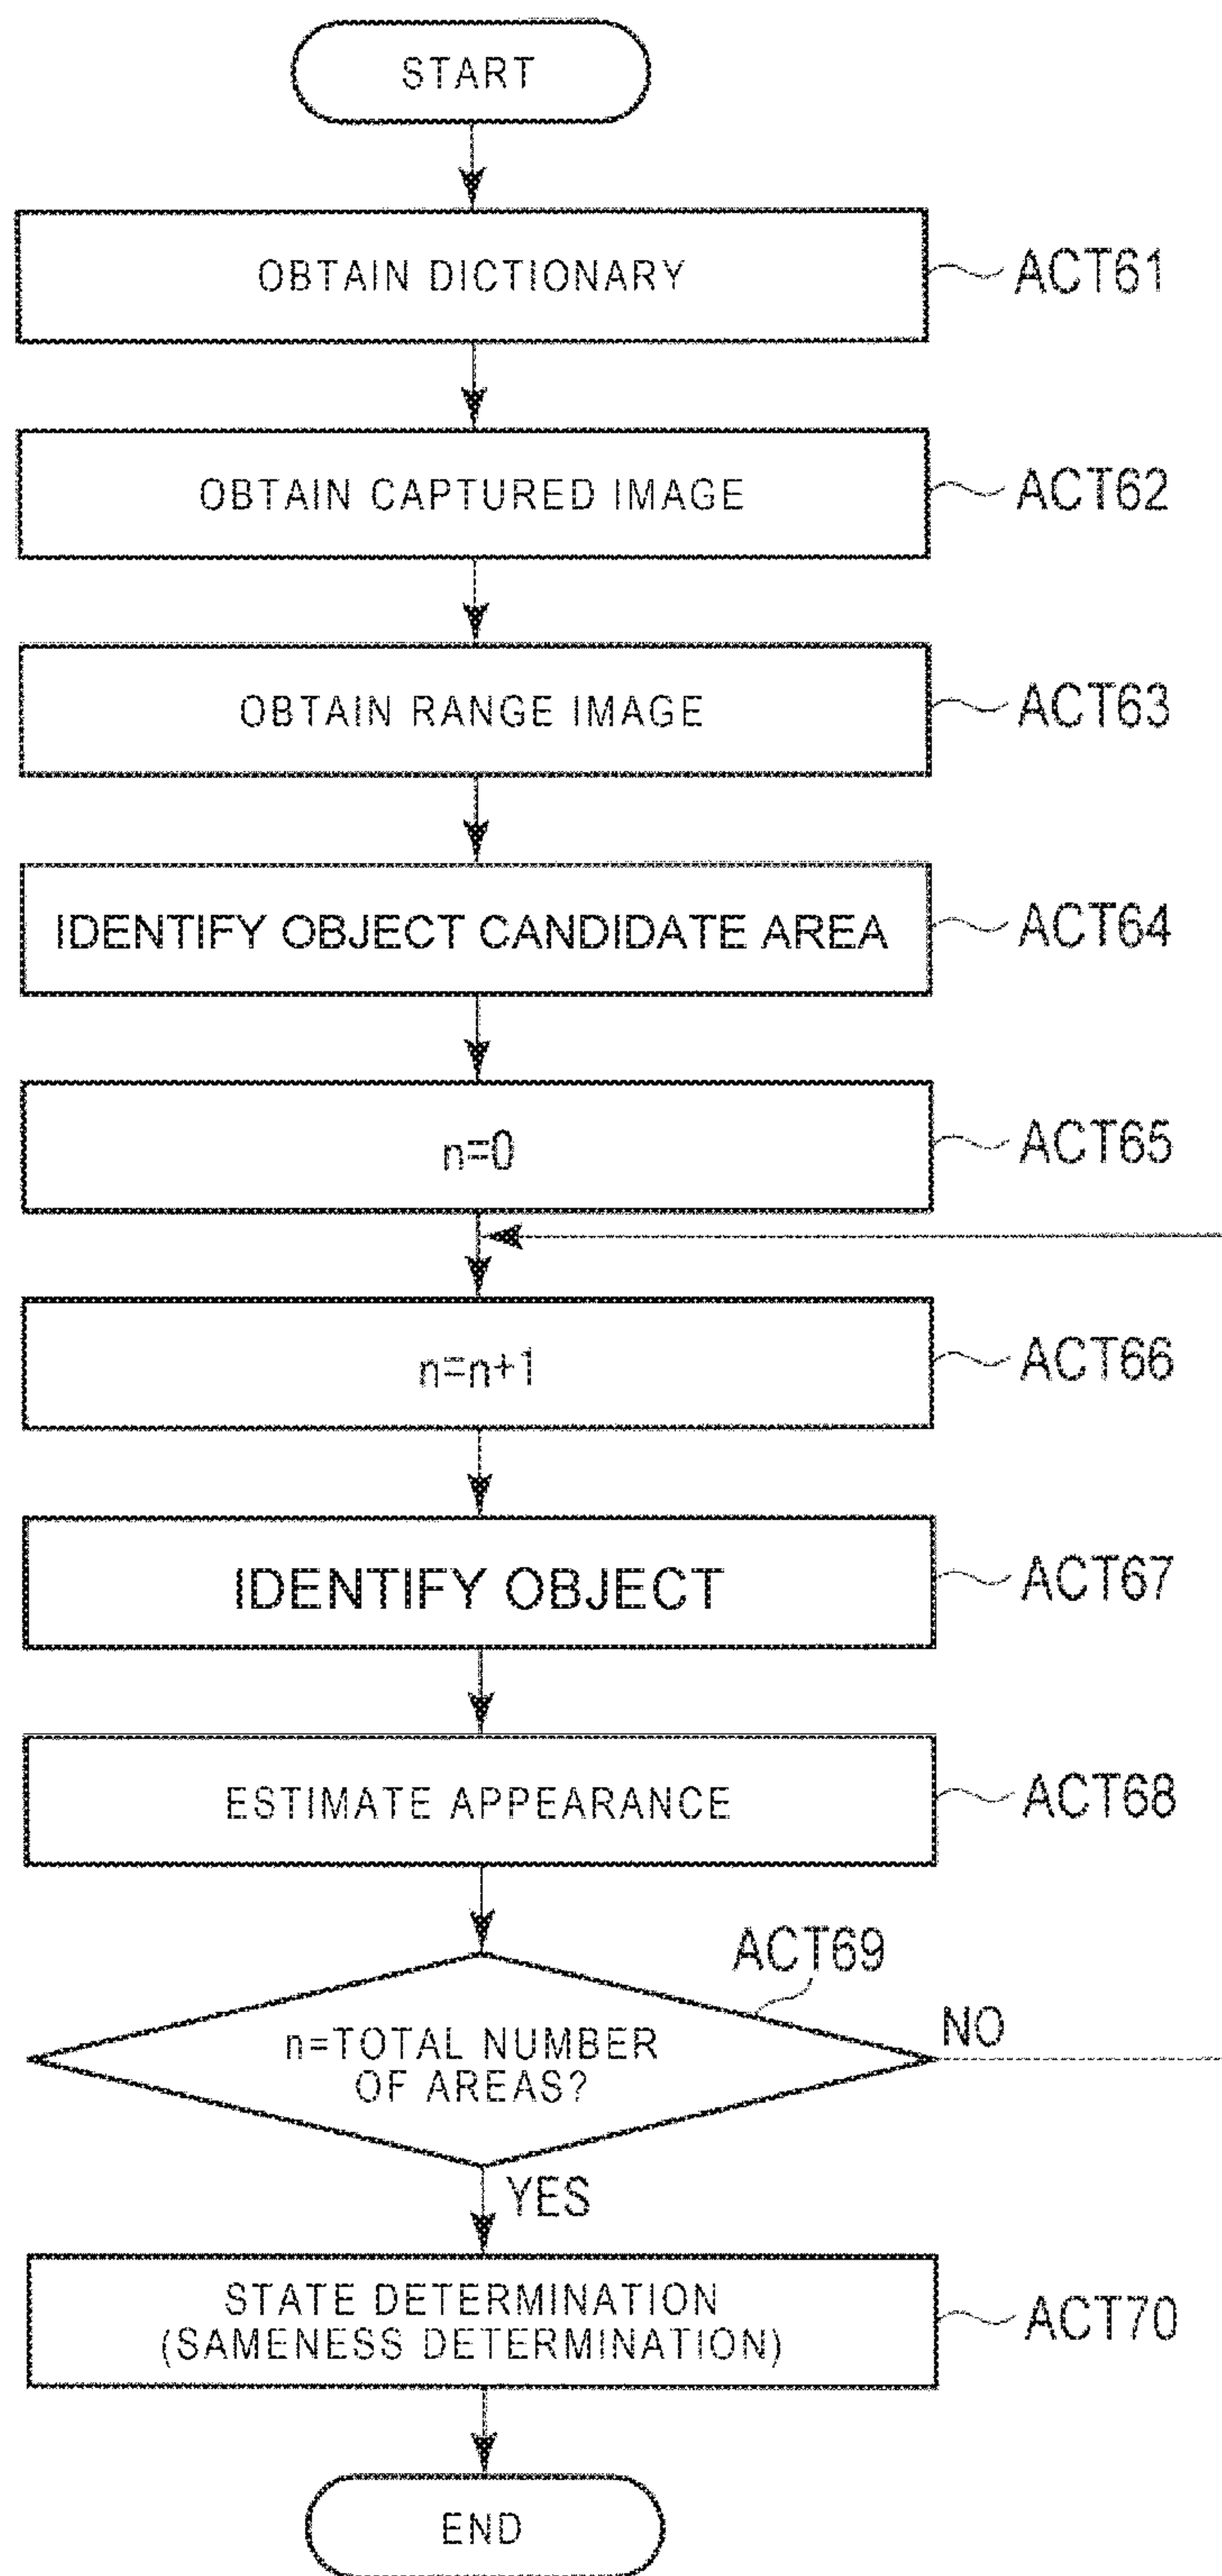 START
OBTAIN DICTIONARY
ACT61
OBTAIN CAPTURED IMAGE
ACT62
OBTAIN RANGE IMAGE
ACT63
IDENTIFY OBJECT CANDIDATE AREA
ACT64
n=0
ACT65
n=n+1
ACT66
IDENTIFY OBJECT
ACT67
ESTIMATE APPEARANCE
ACT68
ACT69
n=TOTAL NUMBER
OF AREAS?
NO
YES
STATE DETERMINATION
(SAMENESS DETERMINATION)
ACT70
END